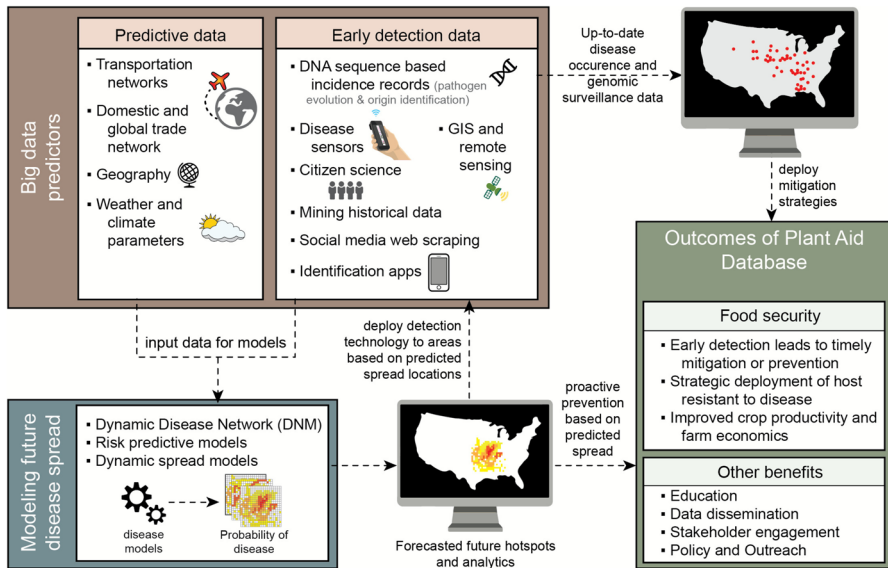 Big data
predictors
Predictive data
▪ Transportation
networks
▪ Domestic and
global trade
network
▪ Geography
▪ Weather and
climate
parameters
Early detection data
▪ DNA sequence based
incidence records (pathogen
evolution & origin identification)
▪ Disease
sensors
▪ GIS and
remote
sensing
▪ Citizen science
▪ Mining historical data
▪ Social media web scraping
▪ Identification apps
Up-to-date
disease
occurence and
genomic
surveillance data
deploy
mitigation
strategies
input data for models
deploy detection
technology to areas
based on predicted
spread locations
Modeling future
disease spread
▪ Dynamic Disease Network (DNM)
▪ Risk predictive models
▪ Dynamic spread models
disease
models
Probability of
disease
Forecasted future hotspots
and analytics
proactive
prevention
based on
predicted
spread
Outcomes of Plant Aid
Database
Food security
▪ Early detection leads to timely
mitigation or prevention
▪ Strategic deployment of host
resistant to disease
▪ Improved crop productivity and
farm economics
Other benefits
▪ Education
▪ Data dissemination
▪ Stakeholder engagement
▪ Policy and Outreach